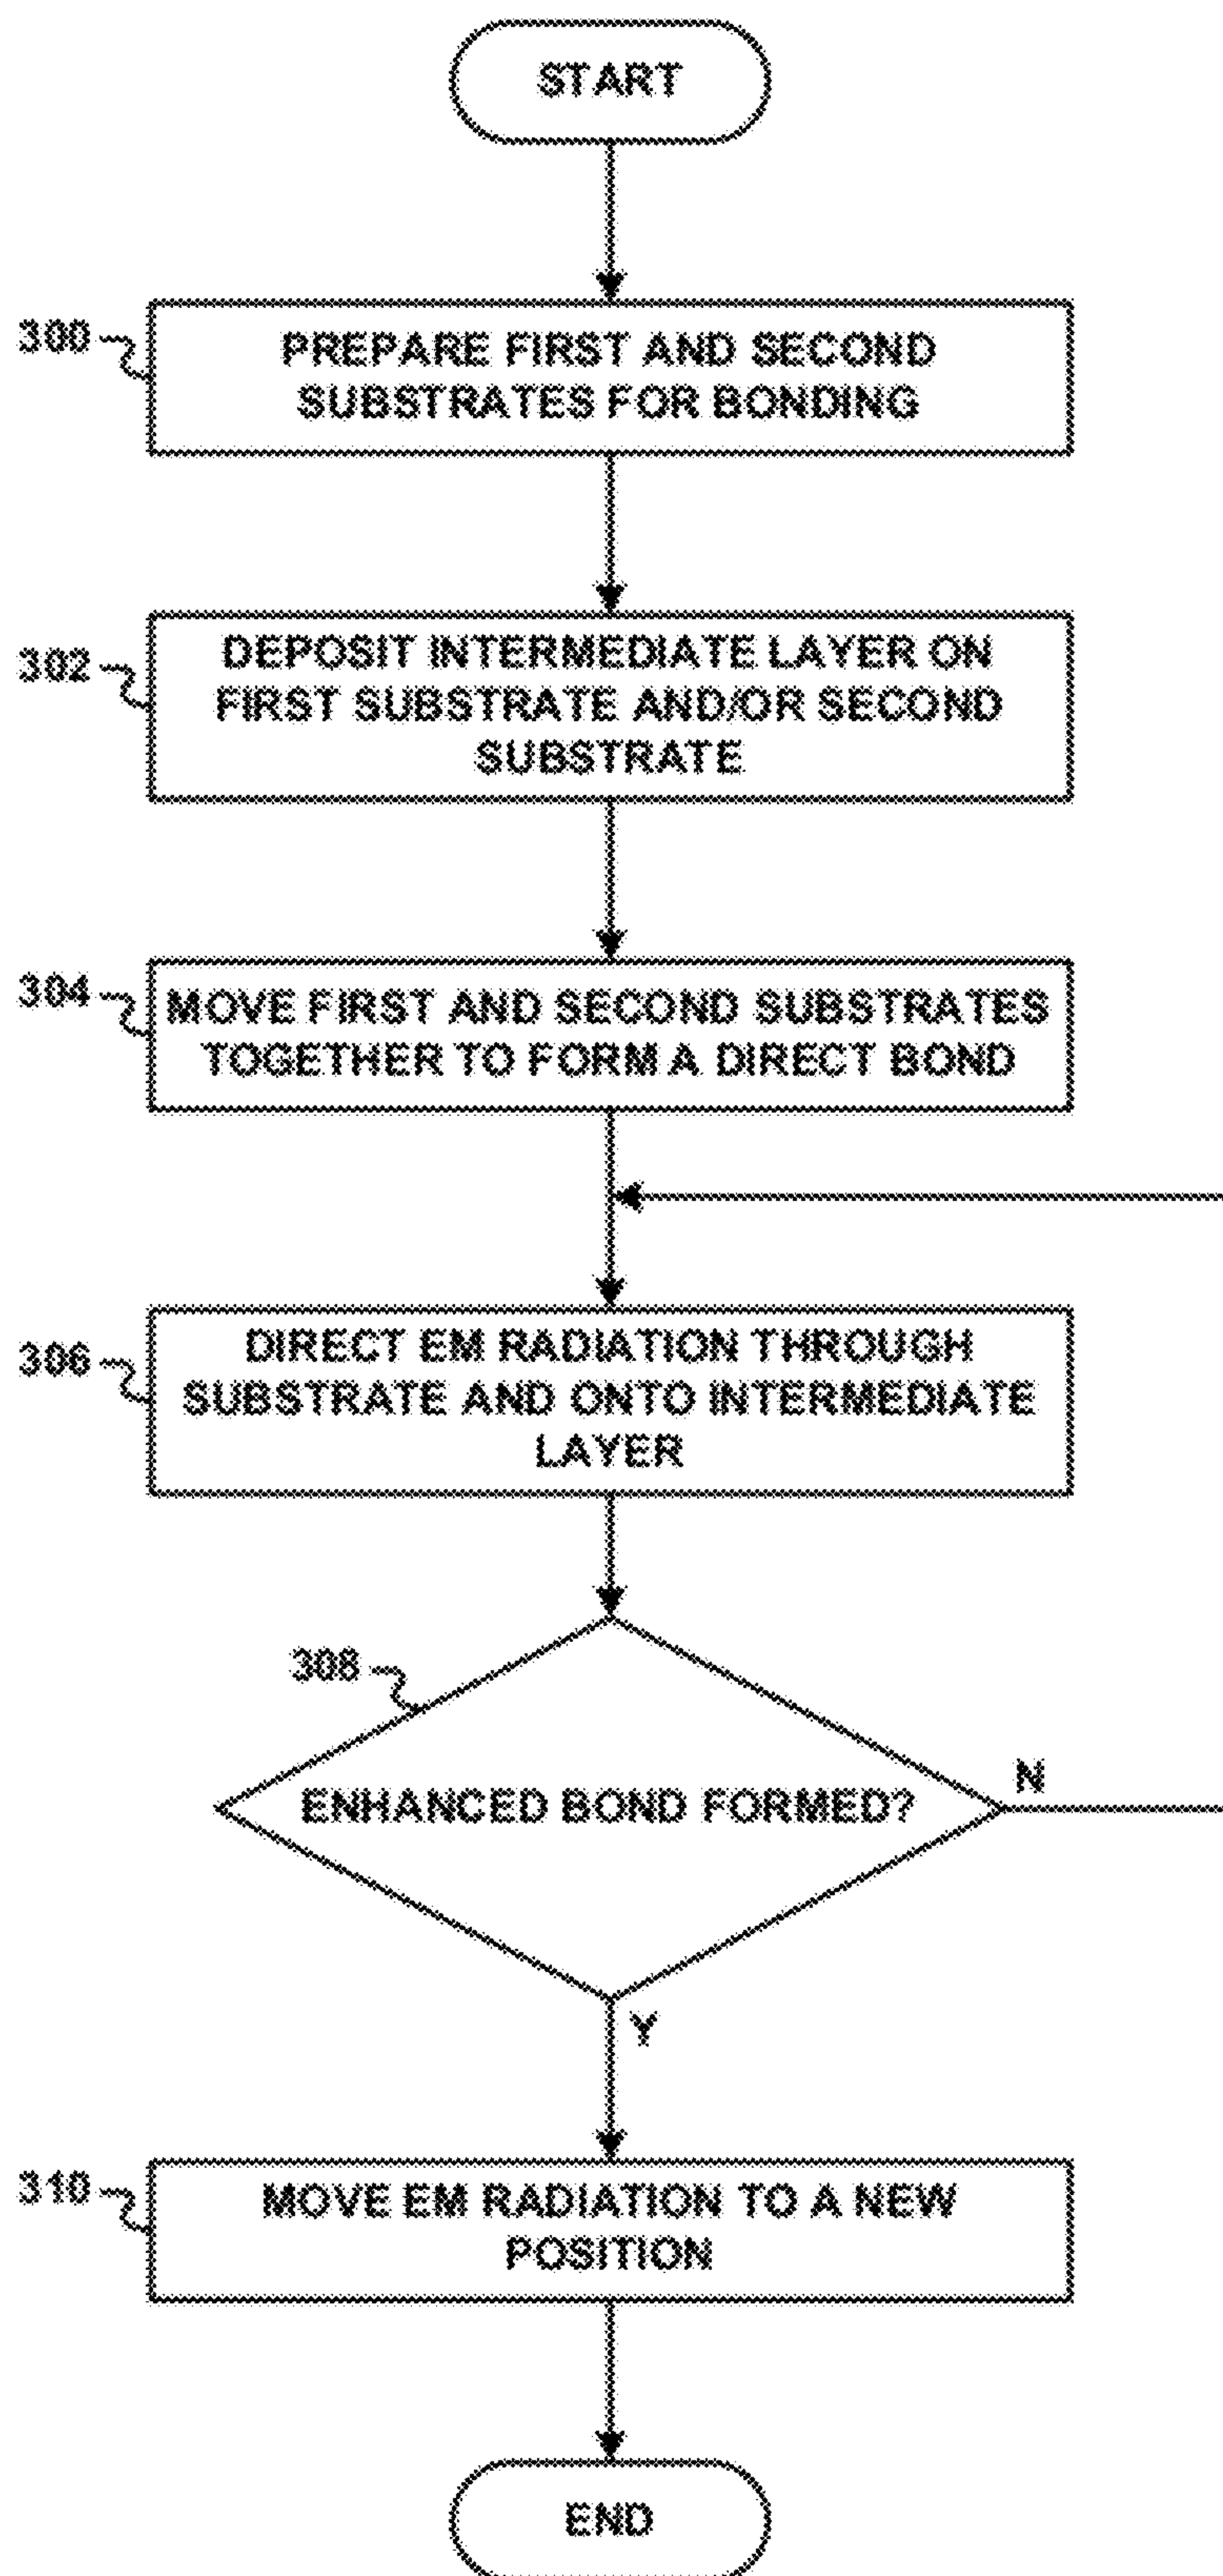 START
300
PREPARE FIRST AND SECOND
SUBSTRATES FOR BONDING
302
DEPOSIT INTERMEDIATE LAYER ON
FIRST SUBSTRATE AND/OR SECOND
SUBSTRATE
304
MOVE FIRST AND SECOND SUBSTRATES
TOGETHER TO FORM A DIRECT BOND
306
DIRECT EM RADIATION THROUGH
SUBSTRATE AND ONTO INTERMEDIATE
LAYER
308
ENHANCED BOND FORMED?
N
Y
310
MOVE EM RADIATION TO A NEW
POSITION
END